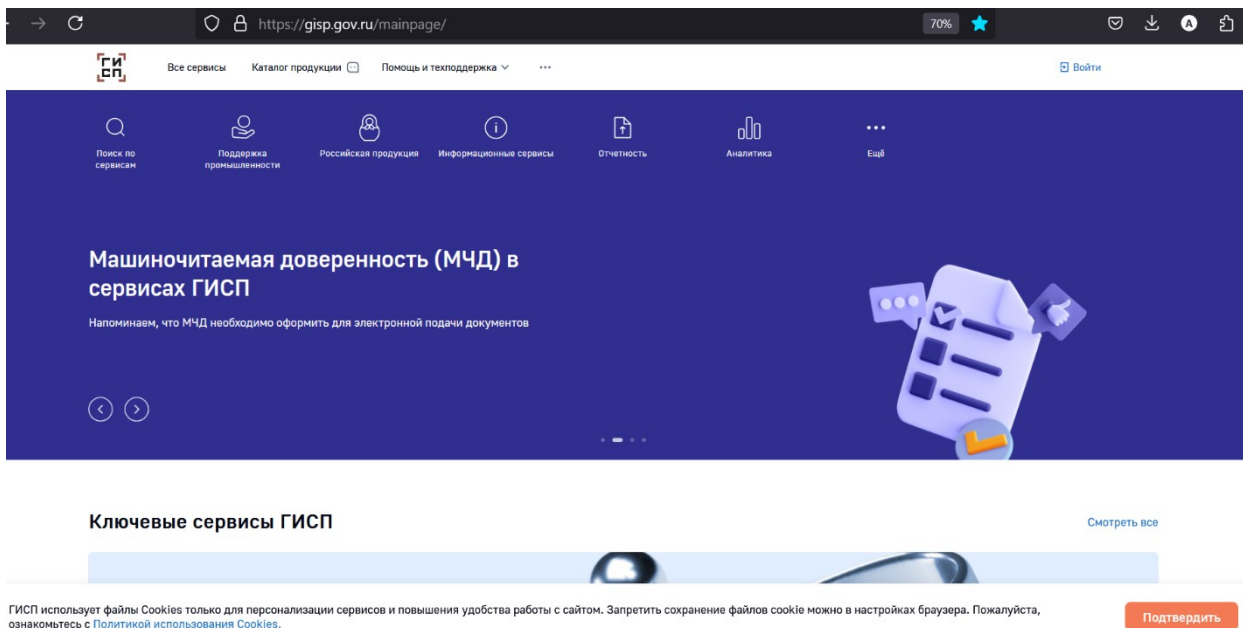 https://gisp.gov.ru/mainpage/
70%
A
ГИ
СП
Все сервисы
Каталог продукции
Помощь и техподдержка
Войти
Поиск по
сервисам
Поддержка
промышленности
Российская продукция
Информационные сервисы
Отчетность
Аналитика
Ещё
Машиночитаемая доверенность (МЧД) в
сервисах ГИСП
Напоминаем, что МЧД необходимо оформить для электронной подачи документов
Ключевые сервисы ГИСП
Смотреть все
ГИСП использует файлы Cookies только для персонализации сервисов и повышения удобства работы с сайтом. Запретить сохранение файлов cookie можно в настройках браузера. Пожалуйста,
ознакомьтесь с Политикой использования Cookies.
Подтвердить